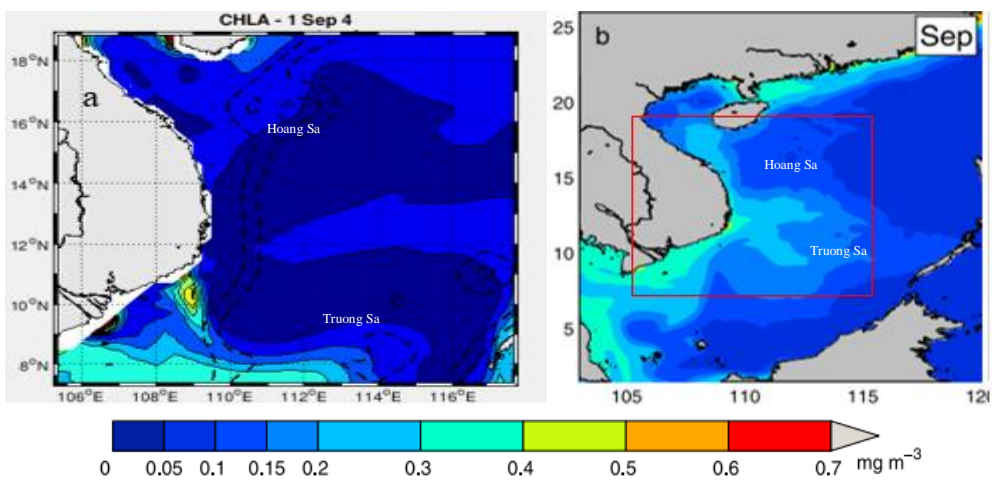 CHLA - 1 Sep 4
18°N
16°N
14°N
12°N
10°N
8°N
106°E
108°E
110°E
112°E
114°E
116°E
a
Hoang Sa
Truong Sa
25
20
15
10
5
105
110
115
120
b
Sep
Hoang Sa
Truong Sa
0 0.05 0.1 0.15 0.2 0.3 0.4 0.5 0.6 0.7 mg m⁻³